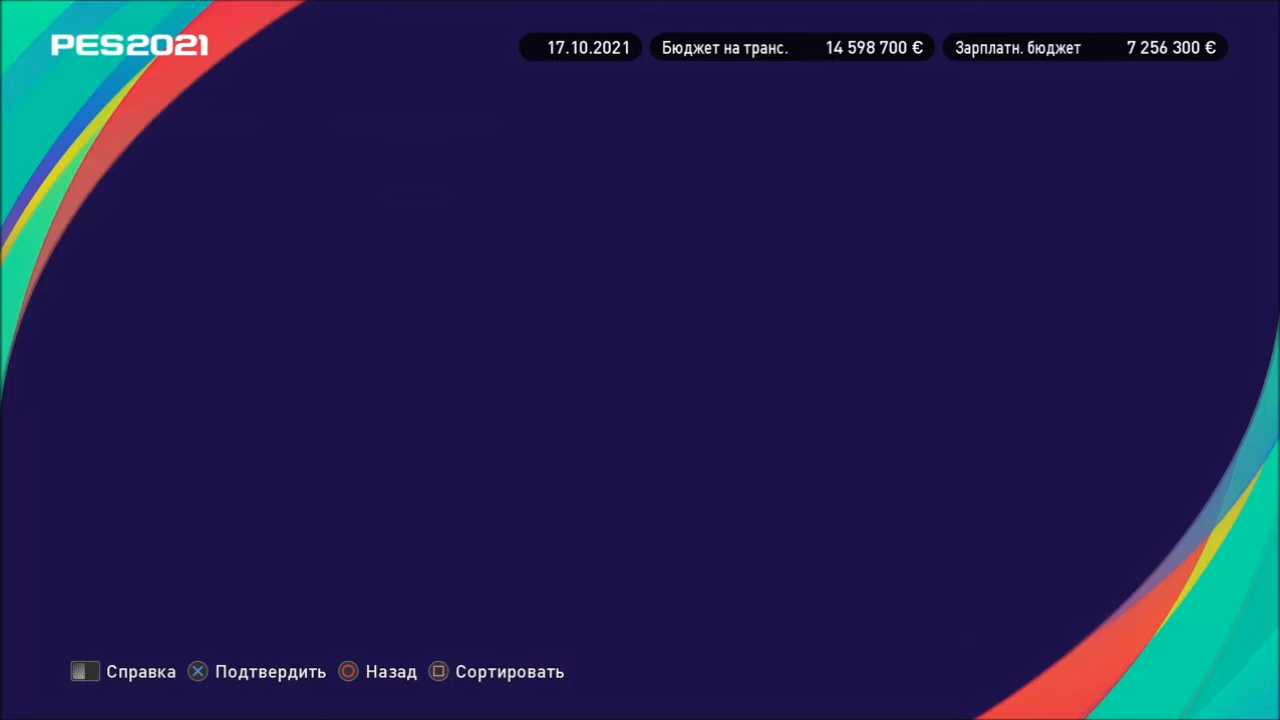 PES2021
17.10.2021 Бюджет на транс. 14 598 700 € Зарплатн. бюджет 7 256 300 €
Справка Подтвердить Назад Сортировать